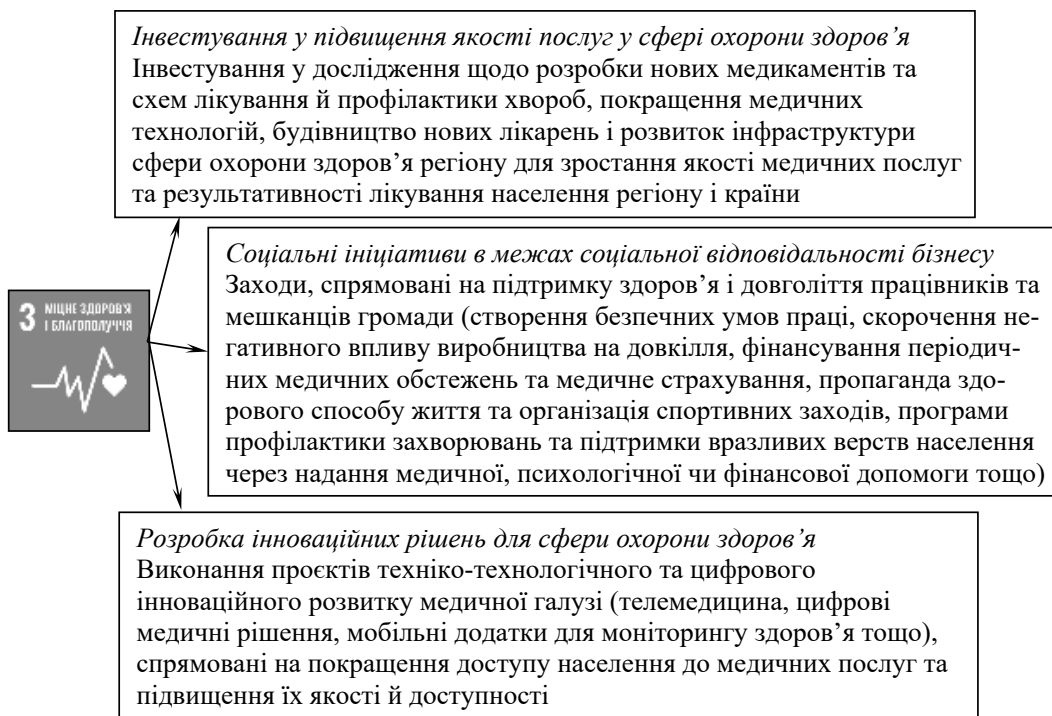 Інвестування у підвищення якості послуг у сфері охорони здоров’я
Інвестування у дослідження щодо розробки нових медикаментів та
схем лікування й профілактики хвороб, покращення медичних
технологій, будівництво нових лікарень і розвиток інфраструктури
сфери охорони здоров’я регіону для зростання якості медичних послуг
та результативності лікування населення регіону і країни
Соціальні ініціативи в межах соціальної відповідальності бізнесу
Заходи, спрямовані на підтримку здоров’я і довголіття працівників та
мешканців громади (створення безпечних умов праці, скорочення не-
гативного впливу виробництва на довкілля, фінансування періодич-
них медичних обстежень та медичне страхування, пропаганда здо-
рового способу життя та організація спортивних заходів, програми
профілактики захворювань та підтримки вразливих верств населення
через надання медичної, психологічної чи фінансової допомоги тощо)
3 МІЦНЕ ЗДОРОВ’Я
І БЛАГОПОЛУЧЧЯ
Розробка інноваційних рішень для сфери охорони здоров’я
Виконання проєктів техніко-технологічного та цифрового
інноваційного розвитку медичної галузі (телемедицина, цифрові
медичні рішення, мобільні додатки для моніторингу здоров’я тощо),
спрямовані на покращення доступу населення до медичних послуг та
підвищення їх якості й доступності